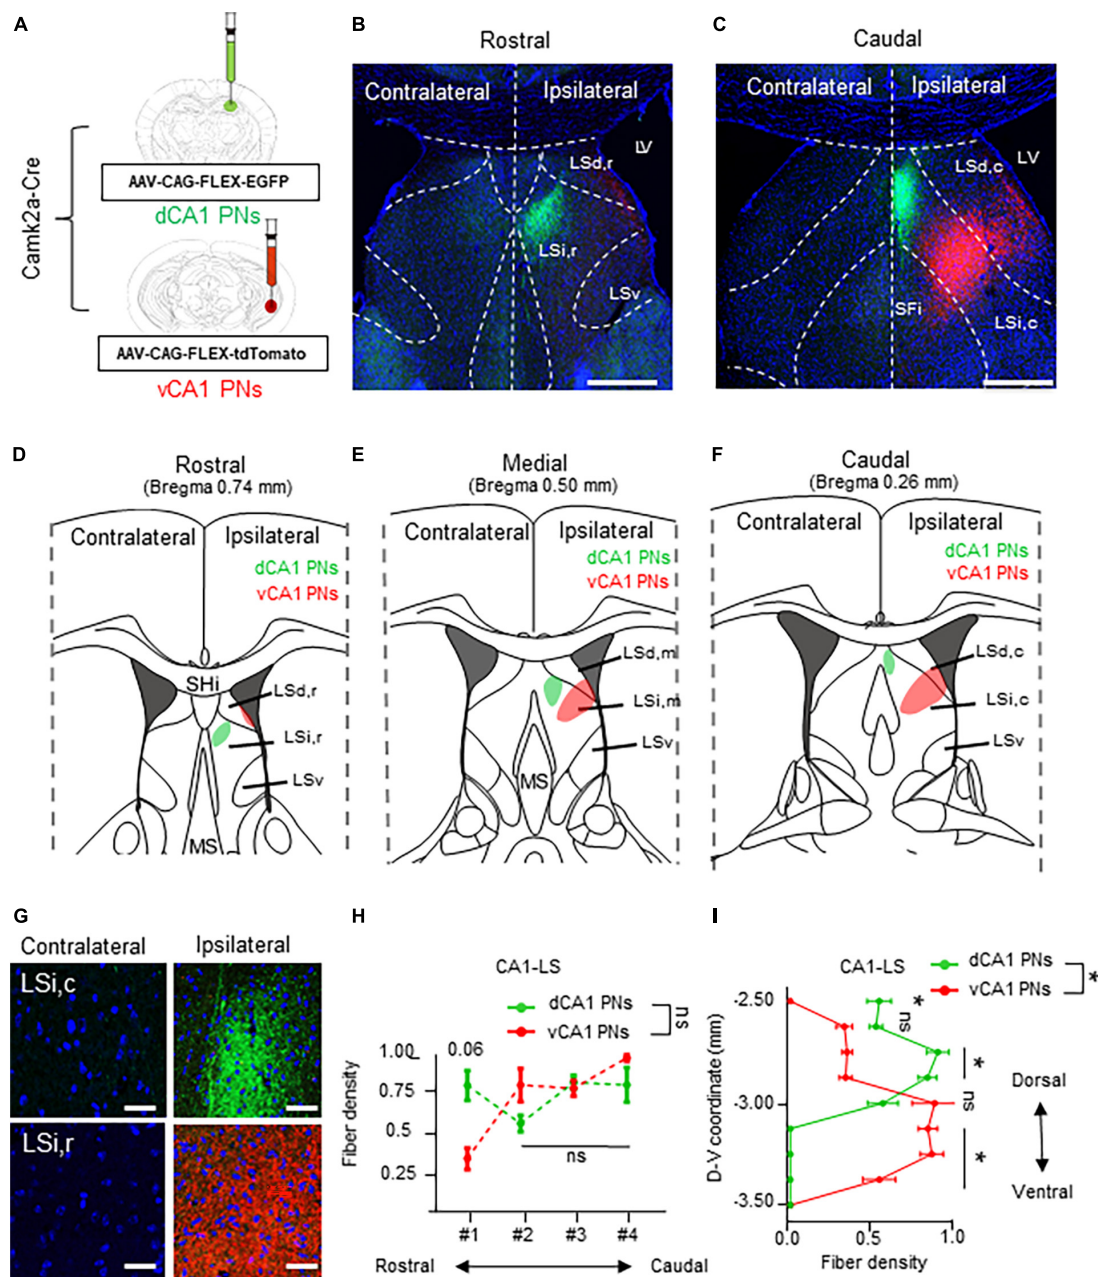 A
Camk2a-Cre
AAV-CAG-FLEX-EGFP
dCA1 PNs
AAV-CAG-FLEX-tdTomato
vCA1 PNs
B
Rostral
Contralateral
Ipsilateral
LV
LSd,r
LSi,r
LSv
C
Caudal
Contralateral
Ipsilateral
LV
LSd,c
SFi
LSi,c
D
Rostral
(Bregma 0.74 mm)
Contralateral
Ipsilateral
dCA1 PNs
vCA1 PNs
SHi
LSd,r
LSi,r
LSv
MS
E
Medial
(Bregma 0.50 mm)
Contralateral
Ipsilateral
dCA1 PNs
vCA1 PNs
LSd,m
LSi,m
LSv
MS
F
Caudal
(Bregma 0.26 mm)
Contralateral
Ipsilateral
dCA1 PNs
vCA1 PNs
LSd,c
LSi,c
LSv
G
Contralateral
Ipsilateral
LSi,c
LSi,r
H
CA1-LS
dCA1 PNs
vCA1 PNs
ns
1.00
0.06
0.75
0.5
0.25
Fiber density
ns
#1
#2
#3
#4
Rostral
Caudal
I
CA1-LS
dCA1 PNs
vCA1 PNs
*
-2.50
-3.00
-3.50
D-V coordinate (mm)
*
ns
*
ns
*
Dorsal
Ventral
0.0
0.5
1.0
Fiber density